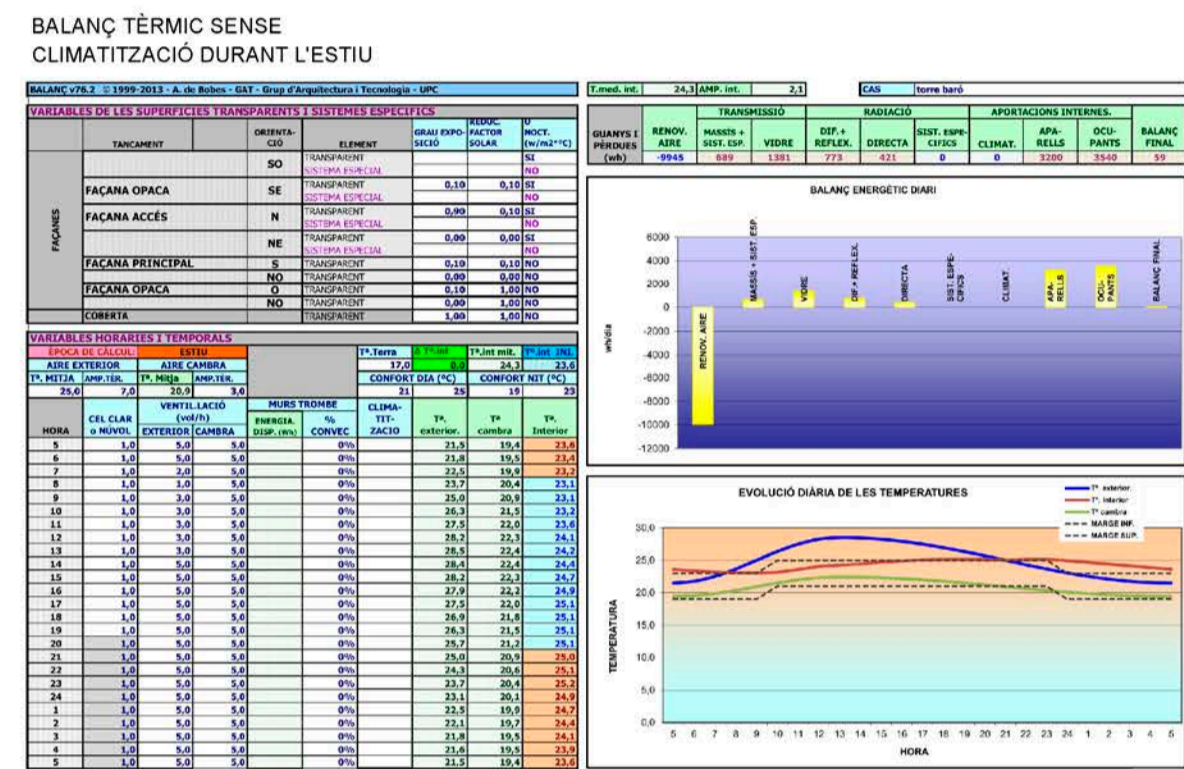 BALANÇ TÈRMIC SENSE
CLIMATITZACIÓ DURANT L'ESTIU
BALANÇ v76.2 © 1999-2013 - A. de Bobes - GAT - Grup d'Arquitectura i Tecnologia - UPC
VARIABLES DE LES SUPERFICIES TRANSPARENTS I SISTEMES ESPECIFICS
TANCAMENT ORIENTA-CIÓ ELEMENT GRAU EXPO-SICIÓ REDUC. FACTOR SOLAR U NOCT. (w/m2*ºC)
FAÇANES
SO TRANSPARENT SI
SISTEMA ESPECIAL NO
FAÇANA OPACA SE TRANSPARENT 0,10 0,10 SI
SISTEMA ESPECIAL NO
FAÇANA ACCÉS N TRANSPARENT 0,90 0,10 SI
SISTEMA ESPECIAL NO
NE TRANSPARENT 0,00 0,00 SI
SISTEMA ESPECIAL NO
FAÇANA PRINCIPAL S TRANSPARENT 0,10 0,10 NO
NO TRANSPARENT 0,00 0,00 NO
FAÇANA OPACA O TRANSPARENT 0,10 1,00 NO
NO TRANSPARENT 0,00 1,00 NO
COBERTA TRANSPARENT 1,00 1,00 NO
VARIABLES HORARIES I TEMPORALS
ÈPOCA DE CÀLCUL: ESTIU Tª.Terra Δ Tª.int Tª.int mit. Tª.int INI.
AIRE EXTERIOR AIRE CAMBRA 17,0 0,0 24,3 23,6
Tª. MITJA AMP.TÈR. Tª. Mitja AMP.TÈR. CONFORT DIA (ºC) CONFORT NIT (ºC)
25,0 7,0 20,9 3,0 21 25 19 23
HORA CEL CLAR o NÚVOL VENTIL.LACIÓ (vol/h) EXTERIOR CAMBRA MURS TROMBE ENERGIA. DISP. (Wh) % CONVEC CLIMA-TIT-ZACIO Tª. exterior. Tª cambra Tª. Interior
5 1,0 5,0 5,0 0% 21,5 19,4 23,6
6 1,0 5,0 5,0 0% 21,8 19,5 23,4
7 1,0 2,0 5,0 0% 22,5 19,9 23,2
8 1,0 1,0 5,0 0% 23,7 20,4 23,1
9 1,0 3,0 5,0 0% 25,0 20,9 23,1
10 1,0 3,0 5,0 0% 26,3 21,5 23,2
11 1,0 3,0 5,0 0% 27,5 22,0 23,6
12 1,0 3,0 5,0 0% 28,2 22,3 24,1
13 1,0 3,0 5,0 0% 28,5 22,4 24,2
14 1,0 5,0 5,0 0% 28,4 22,4 24,4
15 1,0 5,0 5,0 0% 28,2 22,3 24,7
16 1,0 5,0 5,0 0% 27,9 22,2 24,9
17 1,0 5,0 5,0 0% 27,5 22,0 25,1
18 1,0 5,0 5,0 0% 26,9 21,8 25,1
19 1,0 5,0 5,0 0% 26,3 21,5 25,1
20 1,0 5,0 5,0 0% 25,7 21,2 25,1
21 1,0 5,0 5,0 0% 25,0 20,9 25,0
22 1,0 5,0 5,0 0% 24,3 20,6 25,1
23 1,0 5,0 5,0 0% 23,7 20,4 25,2
24 1,0 5,0 5,0 0% 23,1 20,1 24,9
1 1,0 5,0 5,0 0% 22,5 19,9 24,7
2 1,0 5,0 5,0 0% 22,1 19,7 24,4
3 1,0 5,0 5,0 0% 21,8 19,5 24,1
4 1,0 5,0 5,0 0% 21,6 19,5 23,9
5 1,0 5,0 5,0 0% 21,5 19,4 23,6
T.med. int. 24,3 AMP. int. 2,1 CAS torre baró
TRANSMISSIÓ RADIACIÓ APORTACIONS INTERNES.
GUANYS I PÈRDUES (wh) RENOV. AIRE MASSÍS + SIST. ESP. VIDRE DIF.+ REFLEX. DIRECTA SIST. ESPE-CIFICS CLIMAT. APA-RELLS OCU-PANTS BALANÇ FINAL
-9945 689 1381 773 421 0 0 3200 3540 59
BALANÇ ENERGÈTIC DIARI
wh/dia
6000
4000
2000
0
-2000
-4000
-6000
-8000
-10000
-12000
RENOV. AIRE
MASSÍS + SIST. ESP.
VIDRE
DIF + REFLEX.
DIRECTA
SIST. ESPE-CIFICS
CLIMAT.
APA-RELLS
OCU-PANTS
BALANÇ FINAL
EVOLUCIÓ DIÀRIA DE LES TEMPERATURES
Tª. exterior.
Tª. Interior
Tª cambra
MARGE INF.
MARGE SUP.
TEMPERATURA
30,0
25,0
20,0
15,0
10,0
5,0
0,0
5 6 7 8 9 10 11 12 13 14 15 16 17 18 19 20 21 22 23 24 1 2 3 4 5
HORA